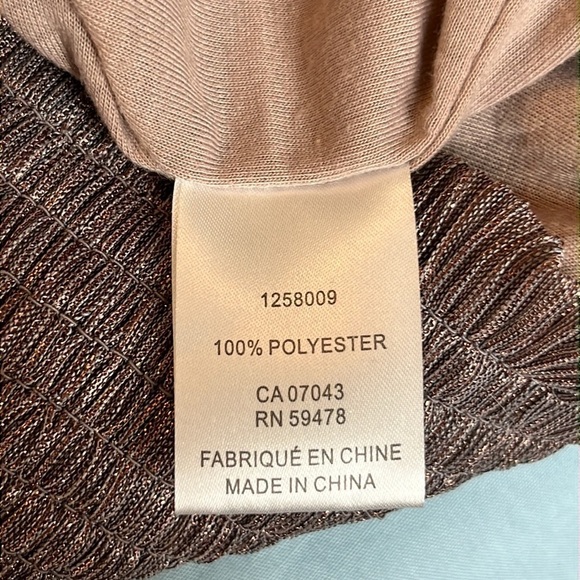 1258009
100% POLYESTER
CA 07043
RN 59478
FABRIQUÉ EN CHINE
MADE IN CHINA